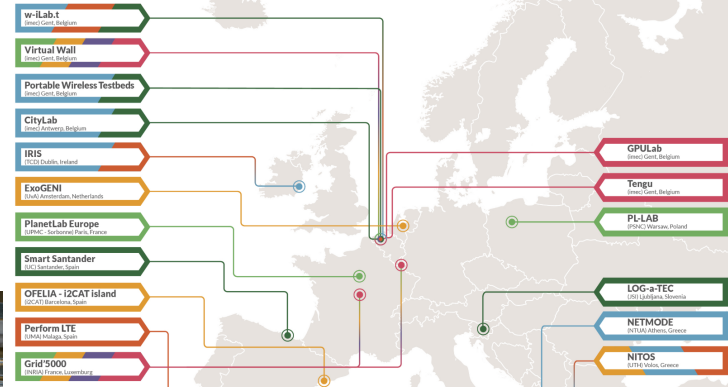 w-iLab.t
(imec) Gent, Belgium
Virtual Wall
(imec) Gent, Belgium
Portable Wireless Testbeds
(imec) Gent, Belgium
CityLab
(imec) Antwerp, Belgium
IRIS
(TCD) Dublin, Ireland
ExoGENI
(UvA) Amsterdam, Netherlands
PlanetLab Europe
(UPMC - Sorbonne) Paris, France
Smart Santander
(UC) Santander, Spain
OFELIA - i2CAT island
(i2CAT) Barcelona, Spain
Perform LTE
(UMA) Malaga, Spain
Grid'5000
(INRIA) France, Luxemburg
GPULab
(imec) Gent, Belgium
Tengu
(imec) Gent, Belgium
PL-LAB
(PSNC) Warsaw, Poland
LOG-a-TEC
(JSI) Ljubljana, Slovenia
NETMODE
(NTUA) Athens, Greece
NITOS
(UTH) Volos, Greece